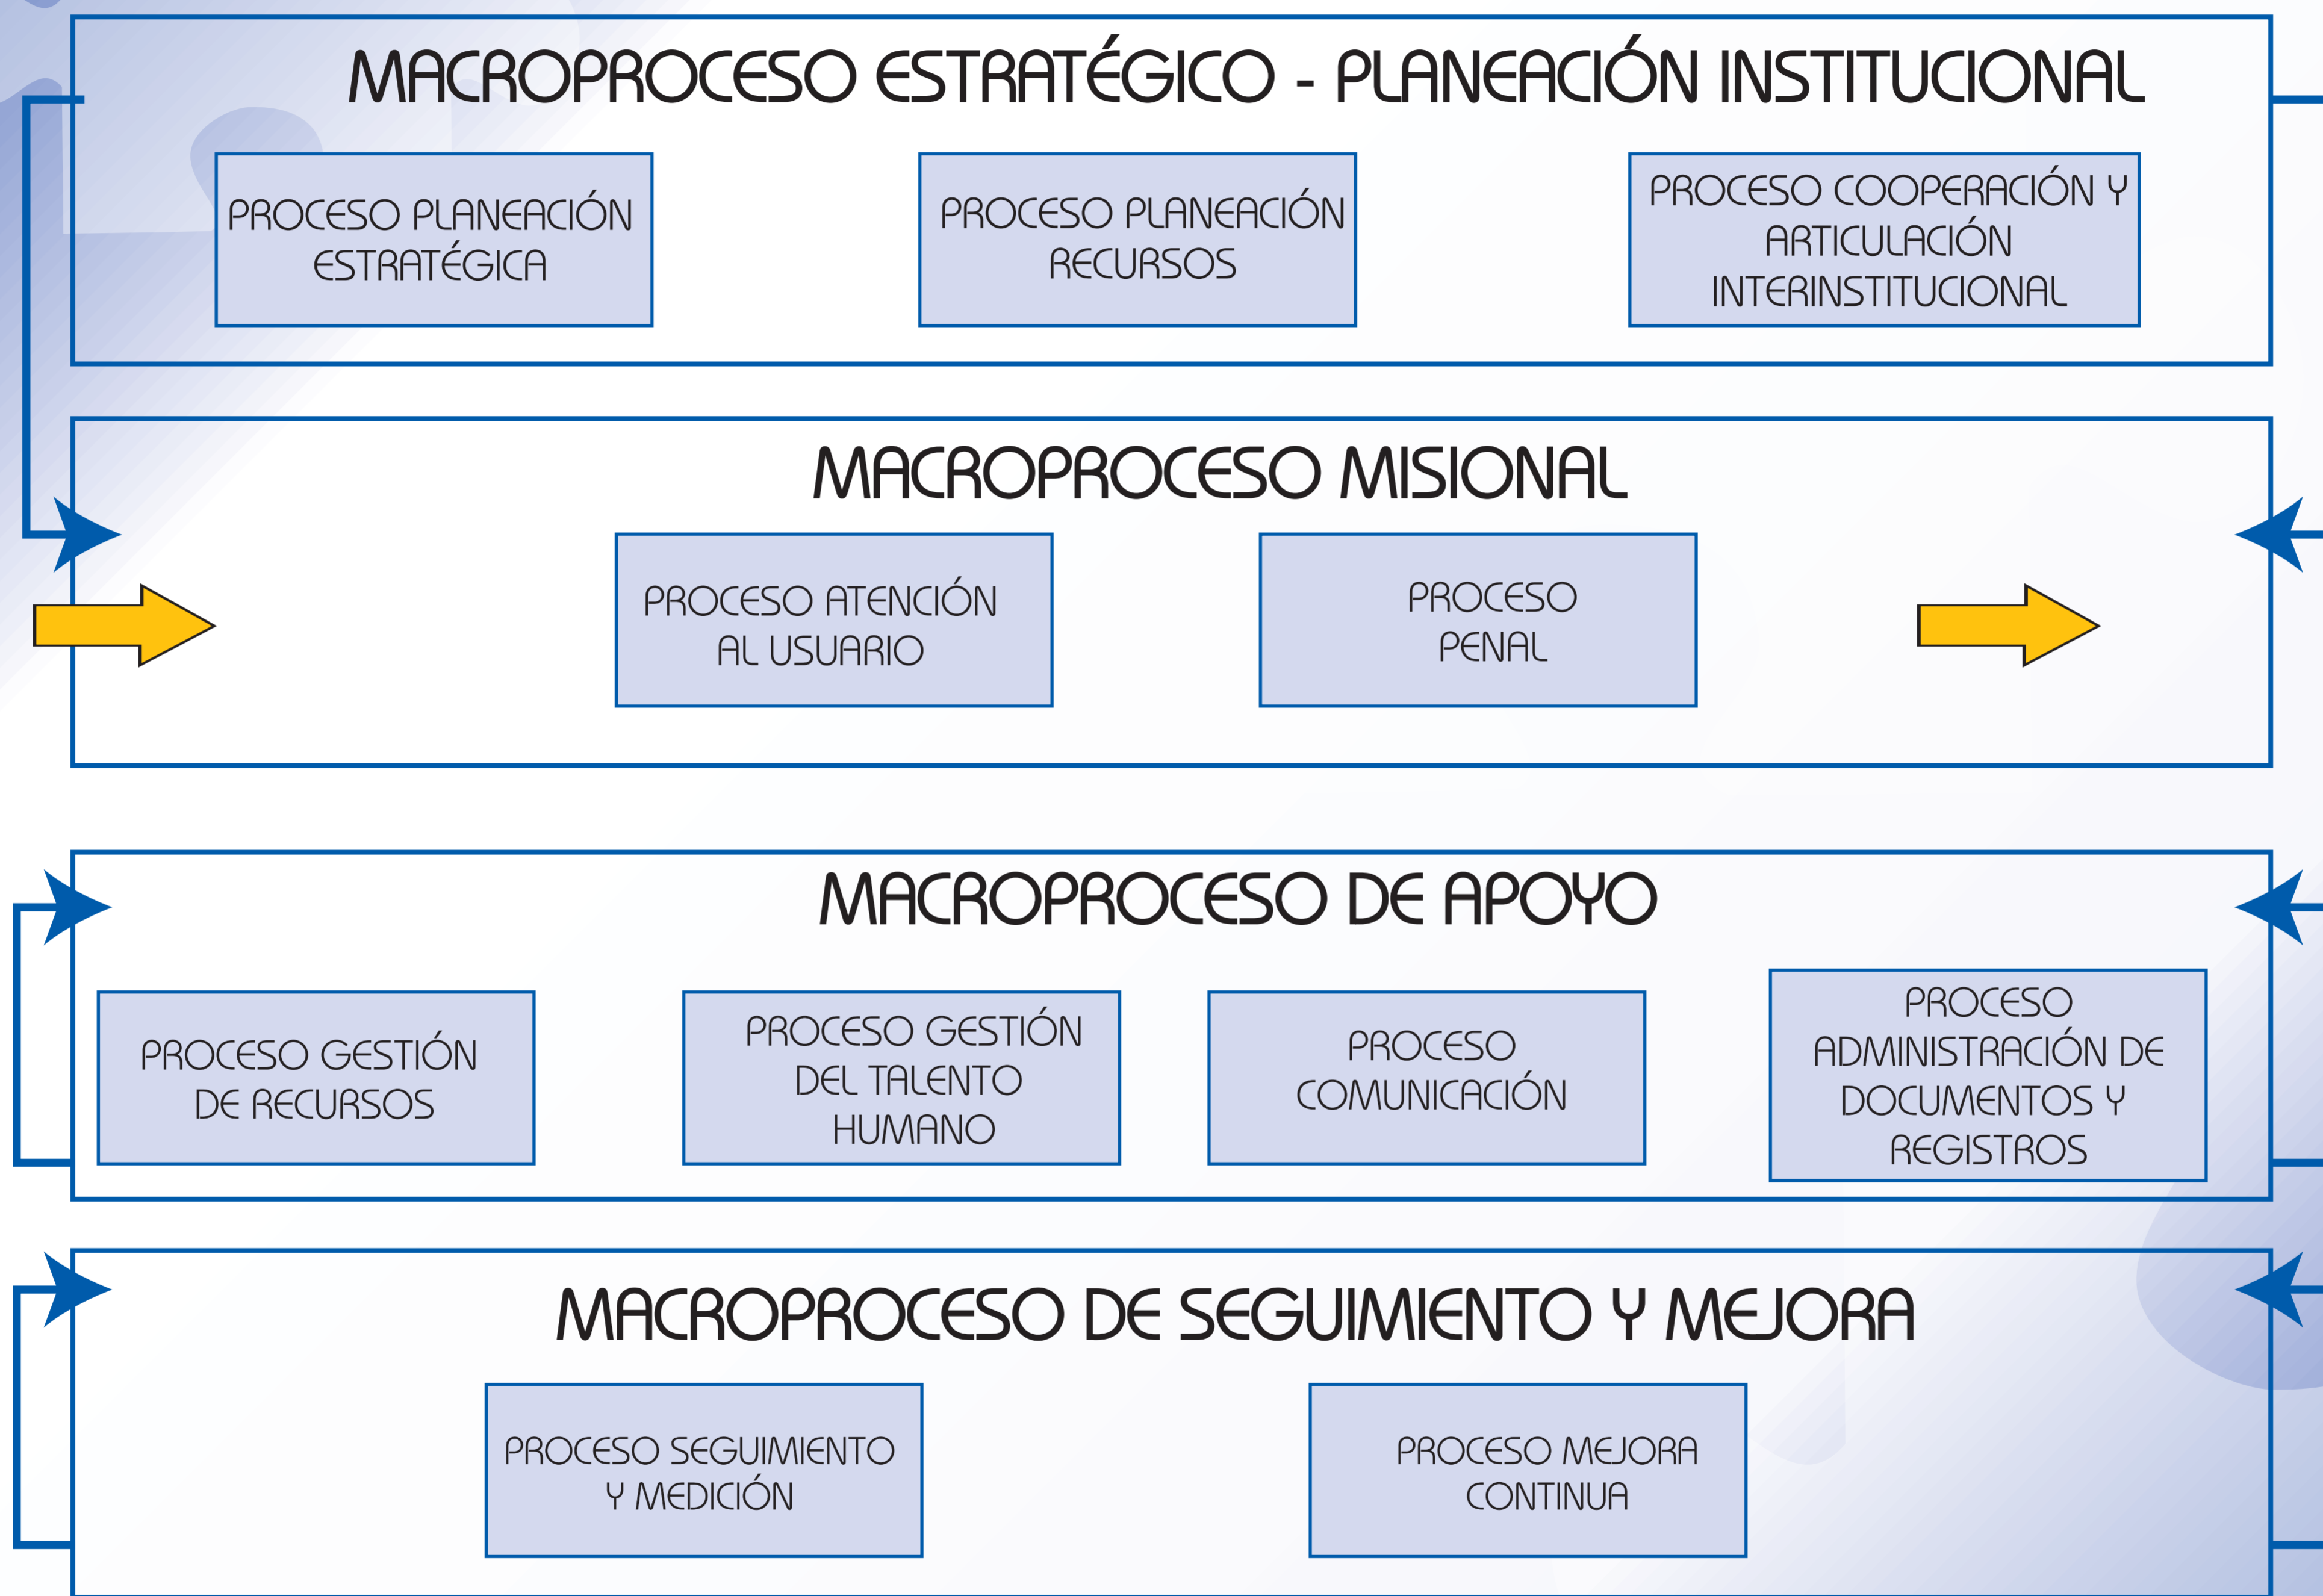 MACROPROCESO ESTRATÉGICO - PLANEACIÓN INSTITUCIONAL
PROCESO PLANEACIÓN
ESTRATÉGICA
PROCESO PLANEACIÓN
RECURSOS
PROCESO COOPERACIÓN Y
ARTICULACIÓN
INTERINSTITUCIONAL
MACROPROCESO MISIONAL
PROCESO ATENCIÓN
AL USUARIO
PROCESO
PENAL
MACROPROCESO DE APOYO
PROCESO GESTIÓN
DE RECURSOS
PROCESO GESTIÓN
DEL TALENTO
HUMANO
PROCESO
COMUNICACIÓN
PROCESO
ADMINISTRACIÓN DE
DOCUMENTOS Y
REGISTROS
MACROPROCESO DE SEGUIMIENTO Y MEJORA
PROCESO SEGUIMIENTO
Y MEDICIÓN
PROCESO MEJORA
CONTINUA